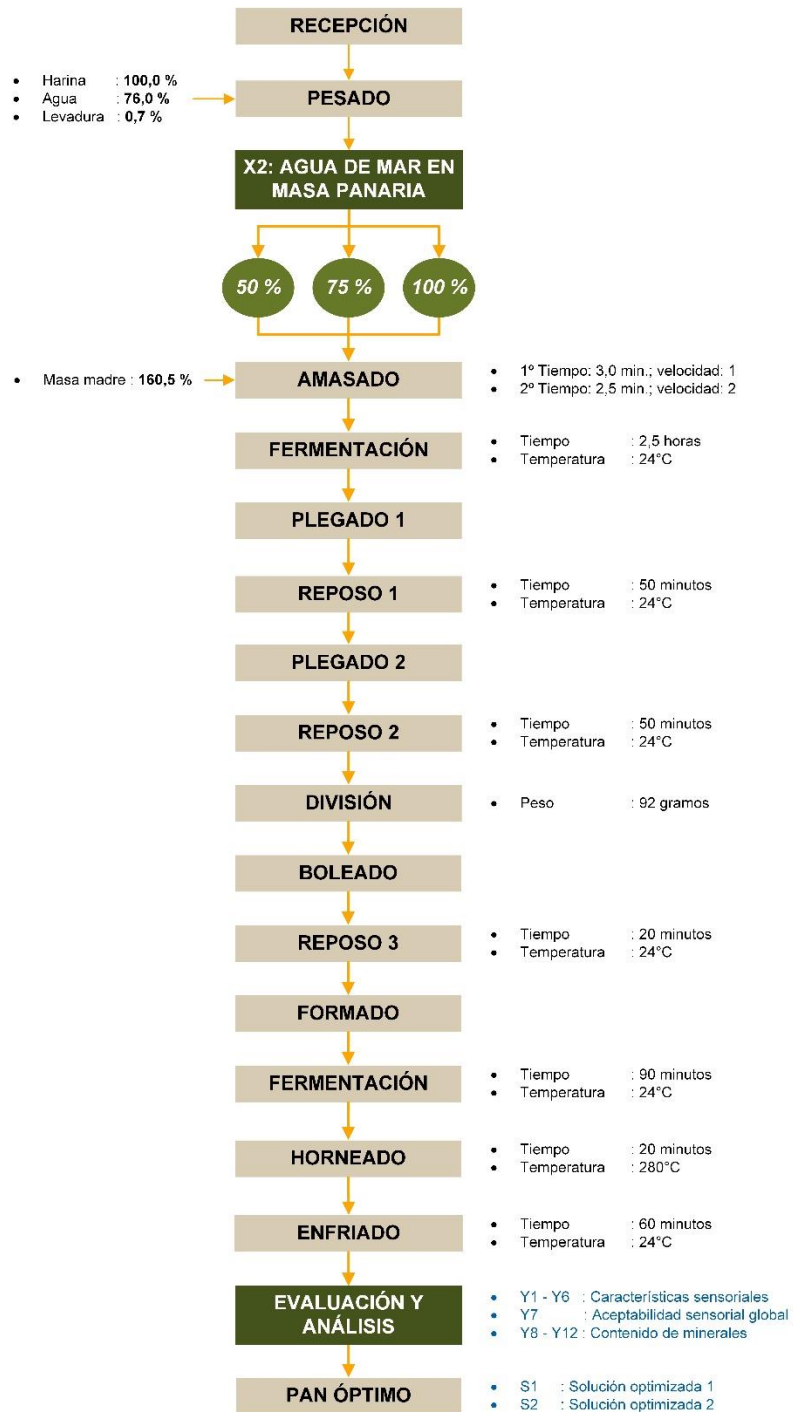 RECEPCIÓN
• Harina : 100,0 %
• Agua : 76,0 %
• Levadura : 0,7 %
PESADO
X2: AGUA DE MAR EN
MASA PANARIA
50 % 75 % 100 %
• Masa madre : 160,5 %
AMASADO
• 1º Tiempo: 3,0 min.; velocidad: 1
• 2º Tiempo: 2,5 min.; velocidad: 2
FERMENTACIÓN
• Tiempo : 2,5 horas
• Temperatura : 24°C
PLEGADO 1
REPOSO 1
• Tiempo : 50 minutos
• Temperatura : 24°C
PLEGADO 2
REPOSO 2
• Tiempo : 50 minutos
• Temperatura : 24°C
DIVISIÓN
• Peso : 92 gramos
BOLEADO
REPOSO 3
• Tiempo : 20 minutos
• Temperatura : 24°C
FORMADO
FERMENTACIÓN
• Tiempo : 90 minutos
• Temperatura : 24°C
HORNEADO
• Tiempo : 20 minutos
• Temperatura : 280°C
ENFRIADO
• Tiempo : 60 minutos
• Temperatura : 24°C
EVALUACIÓN Y
ANÁLISIS
• Y1 - Y6 : Características sensoriales
• Y7 : Aceptabilidad sensorial global
• Y8 - Y12 : Contenido de minerales
PAN ÓPTIMO
• S1 : Solución optimizada 1
• S2 : Solución optimizada 2